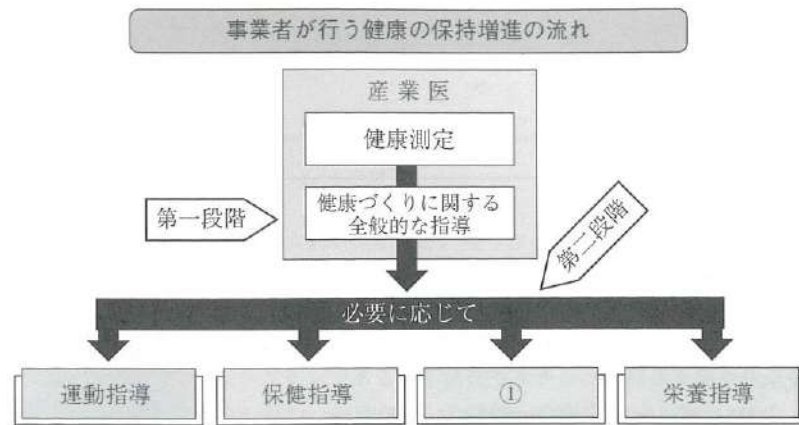 事業者が行う健康の保持増進の流れ
産業医
健康測定
第一段階
健康づくりに関する
全般的な指導
第二段階
必要に応じて
運動指導
保健指導
①
栄養指導